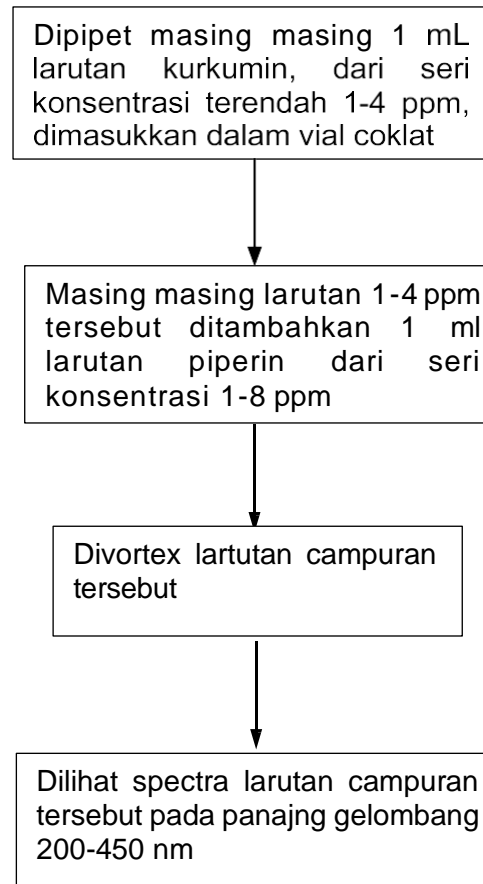 Dipipet masing masing 1 mL
larutan kurkumin, dari seri
konsentrasi terendah 1-4 ppm,
dimasukkan dalam vial coklat
Masing masing larutan 1-4 ppm
tersebut ditambahkan 1 ml
larutan piperin dari seri
konsentrasi 1-8 ppm
Divortex lartutan campuran
tersebut
Dilihat spectra larutan campuran
tersebut pada panajng gelombang
200-450 nm